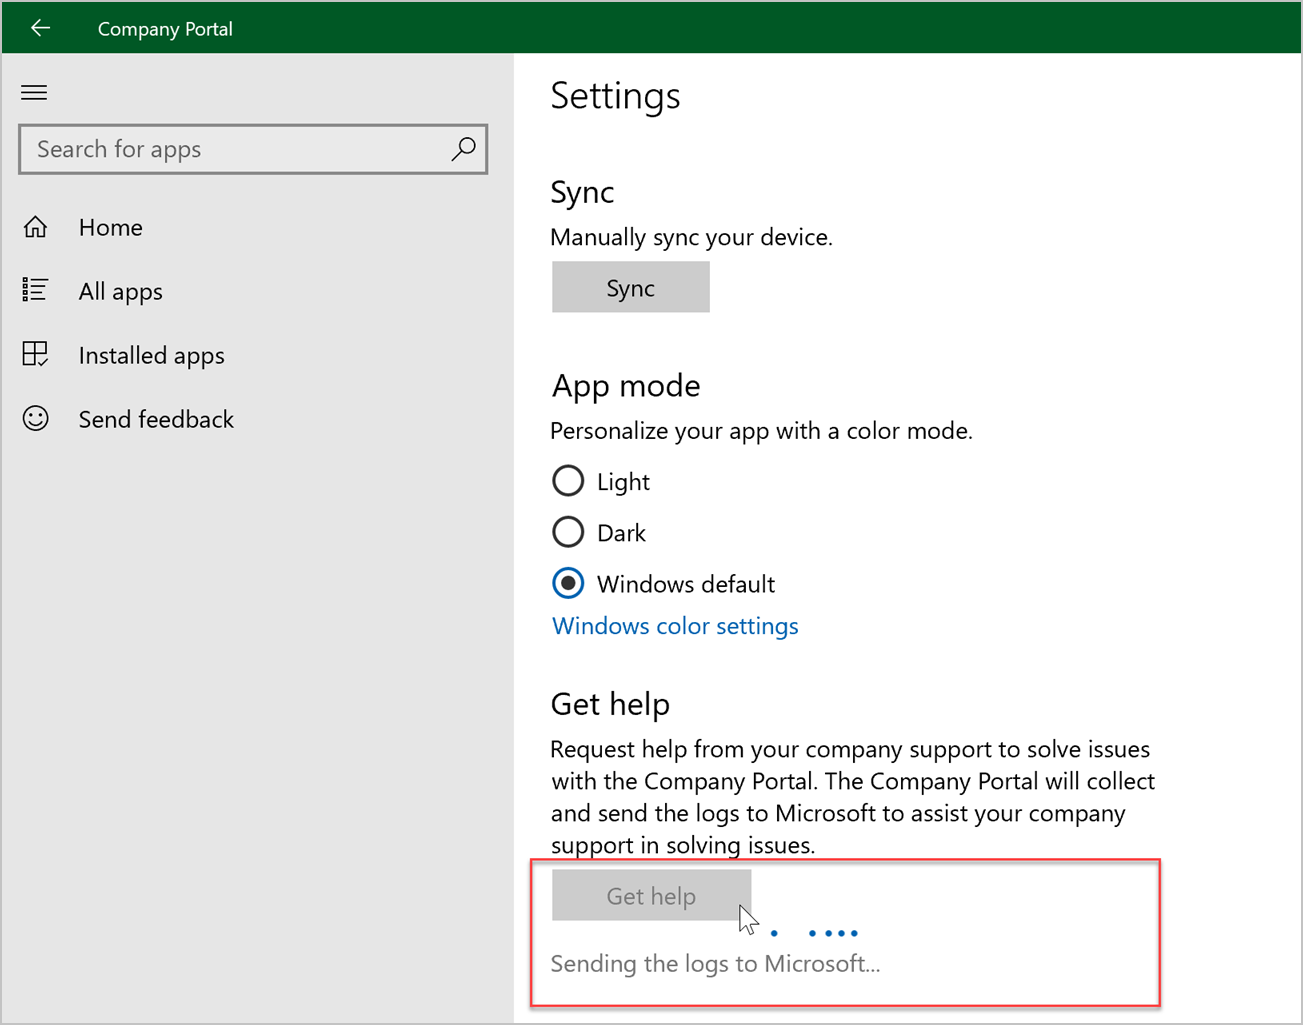 Company Portal
Search for apps
Home
All apps
Installed apps
Send feedback
Settings
Sync
Manually sync your device.
Sync
App mode
Personalize your app with a color mode.
Light
Dark
Windows default
Windows color settings
Get help
Request help from your company support to solve issues
with the Company Portal. The Company Portal will collect
and send the logs to Microsoft to assist your company
support in solving issues.
Get help
Sending the logs to Microsoft...